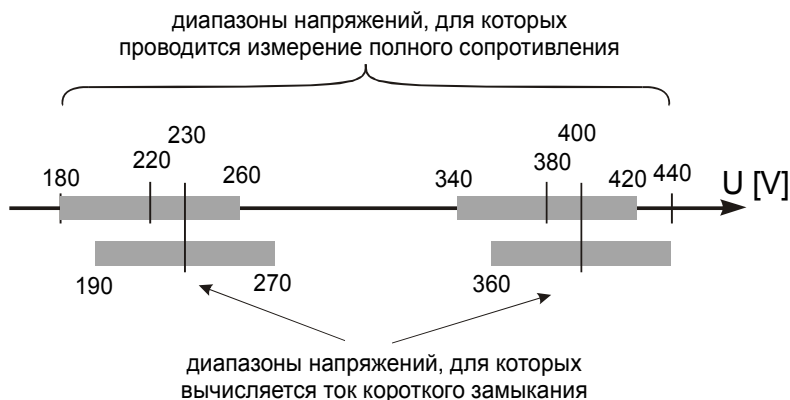 диапазоны напряжений, для которых
проводится измерение полного сопротивления
230
400
220
380
180
260
340
420
440
U [V]
190
270
360
диапазоны напряжений, для которых
вычисляется ток короткого замыкания